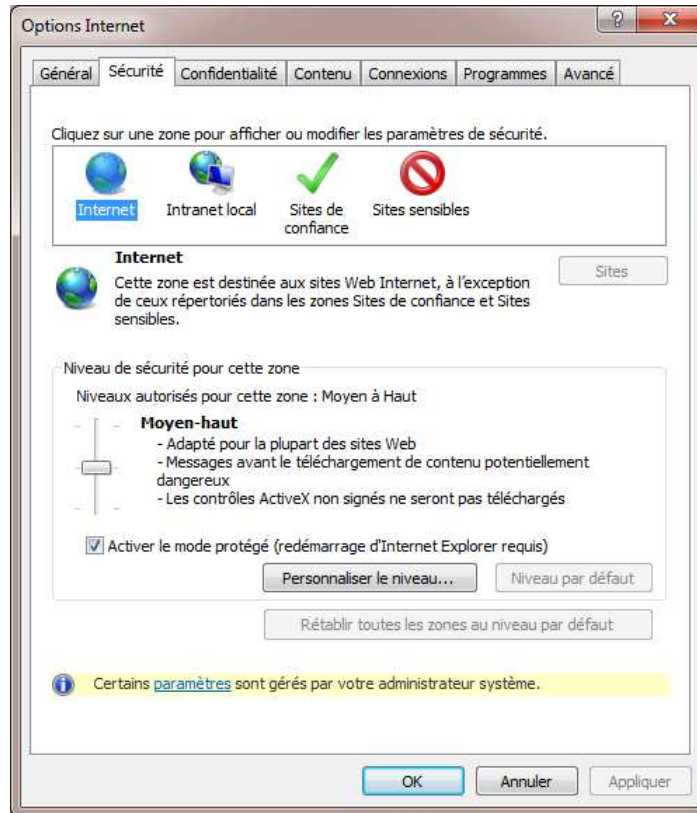 Options Internet
Général Sécurité Confidentialité Contenu Connexions Programmes Avancé
Cliquez sur une zone pour afficher ou modifier les paramètres de sécurité.
Internet Intranet local Sites de confiance Sites sensibles
Internet
Sites
Cette zone est destinée aux sites Web Internet, à l'exception
de ceux répertoriés dans les zones Sites de confiance et Sites
sensibles.
Niveau de sécurité pour cette zone
Niveaux autorisés pour cette zone : Moyen à Haut
Moyen-haut
- Adapté pour la plupart des sites Web
- Messages avant le téléchargement de contenu potentiellement
dangereux
- Les contrôles ActiveX non signés ne seront pas téléchargés
Activer le mode protégé (redémarrage d'Internet Explorer requis)
Personnaliser le niveau... Niveau par défaut
Rétablir toutes les zones au niveau par défaut
Certains paramètres sont gérés par votre administrateur système.
OK Annuler Appliquer